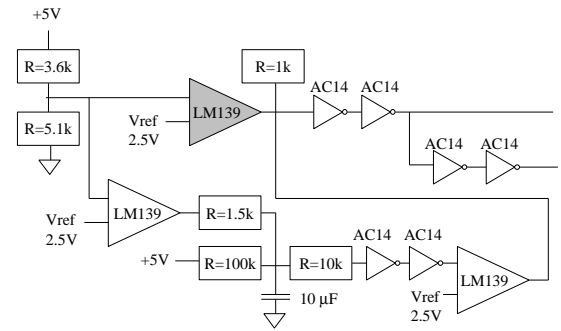 +5V
R=3.6k
R=1k
LM139
AC14
AC14
Vref
2.5V
R=5.1k
AC14
AC14
LM139
R=1.5k
Vref
2.5V
AC14
AC14
+5V
R=100k
R=10k
LM139
10 µF
Vref
2.5V